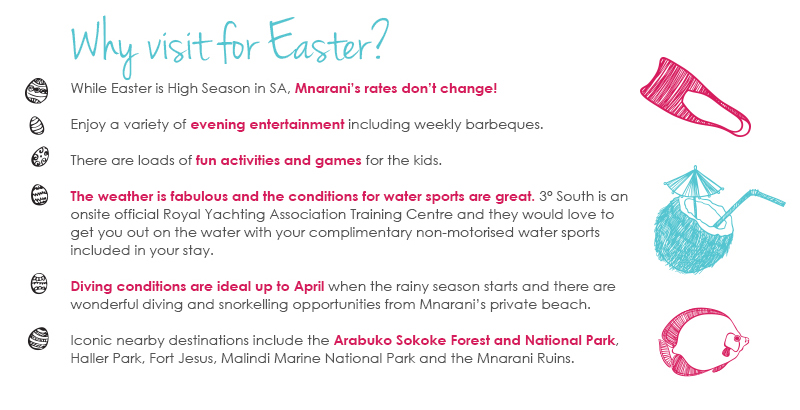 Why visit for Easter?
While Easter is High Season in SA, Mnarani's rates don't change!
Enjoy a variety of evening entertainment including weekly barbeques.
There are loads of fun activities and games for the kids.
The weather is fabulous and the conditions for water sports are great. 3° South is an
onsite official Royal Yachting Association Training Centre and they would love to
get you out on the water with your complimentary non-motorised water sports
included in your stay.
Diving conditions are ideal up to April when the rainy season starts and there are
wonderful diving and snorkelling opportunities from Mnarani's private beach.
Iconic nearby destinations include the Arabuko Sokoke Forest and National Park,
Haller Park, Fort Jesus, Malindi Marine National Park and the Mnarani Ruins.